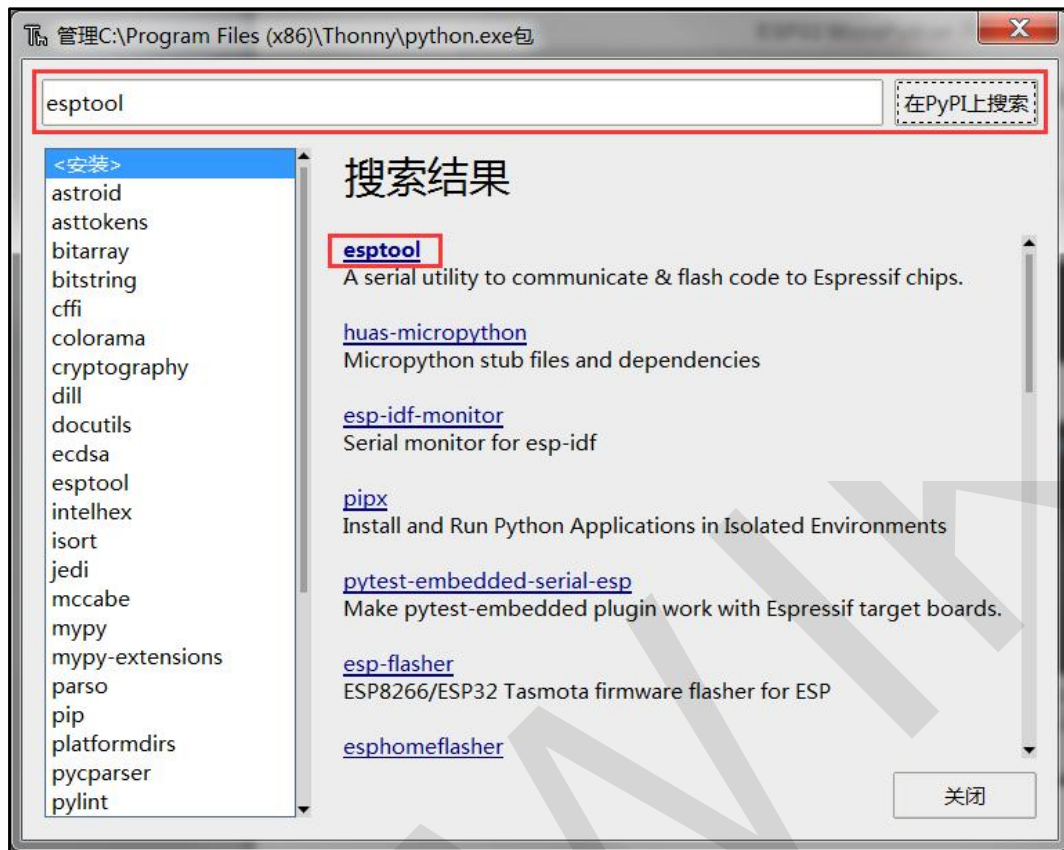 管理C:\Program Files (x86)\Thonny\python.exe包
esptool
在PyPI上搜索
<安装>
astroid
asttokens
bitarray
bitstring
cffi
colorama
cryptography
dill
docutils
ecdsa
esptool
intelhex
isort
jedi
mccabe
mypy
mypy-extensions
parso
pip
platformdirs
pycparser
pylint
搜索结果
esptool
A serial utility to communicate & flash code to Espressif chips.
huas-micropython
Micropython stub files and dependencies
esp-idf-monitor
Serial monitor for esp-idf
pipx
Install and Run Python Applications in Isolated Environments
pytest-embedded-serial-esp
Make pytest-embedded plugin work with Espressif target boards.
esp-flasher
ESP8266/ESP32 Tasmota firmware flasher for ESP
esphomeflasher
关闭